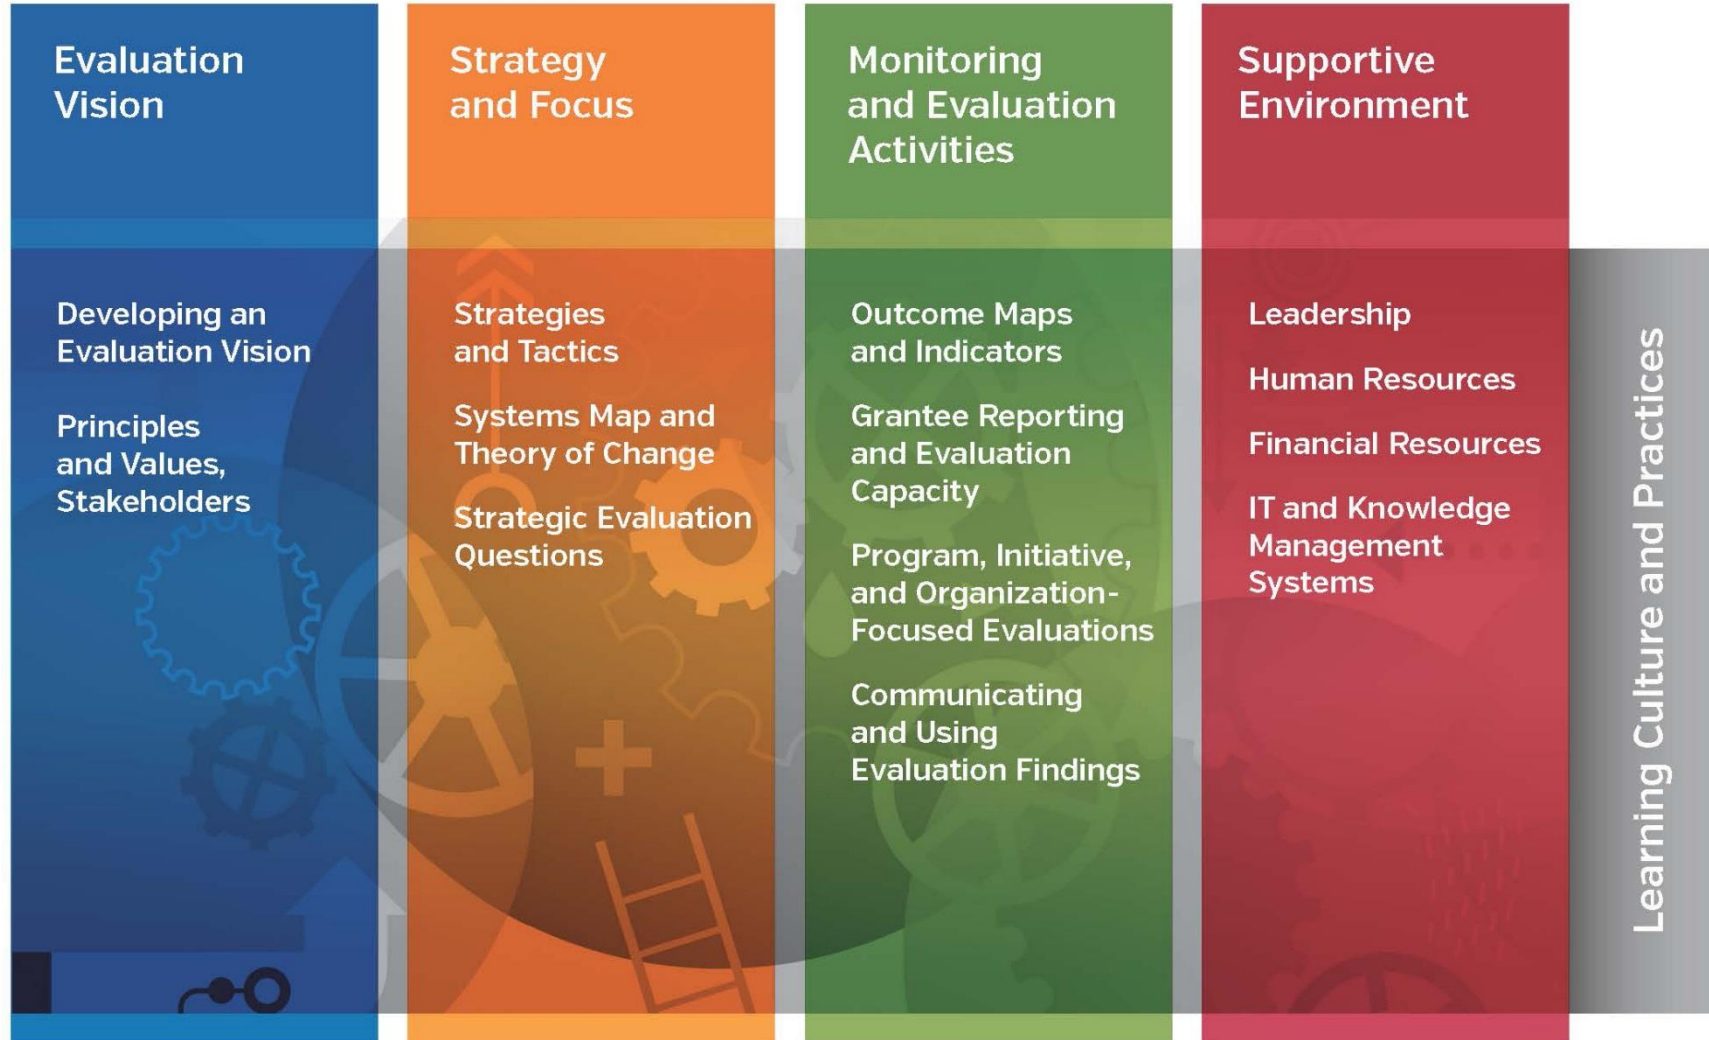 Evaluation
Vision
Developing an
Evaluation Vision
Principles
and Values,
Stakeholders
Strategy
and Focus
Strategies
and Tactics
Systems Map and
Theory of Change
Strategic Evaluation
Questions
Monitoring
and Evaluation
Activities
Outcome Maps
and Indicators
Grantee Reporting
and Evaluation
Capacity
Program, Initiative,
and Organization-
Focused Evaluations
Communicating
and Using
Evaluation Findings
Supportive
Environment
Leadership
Human Resources
Financial Resources
IT and Knowledge
Management
Systems
Learning Culture and Practices